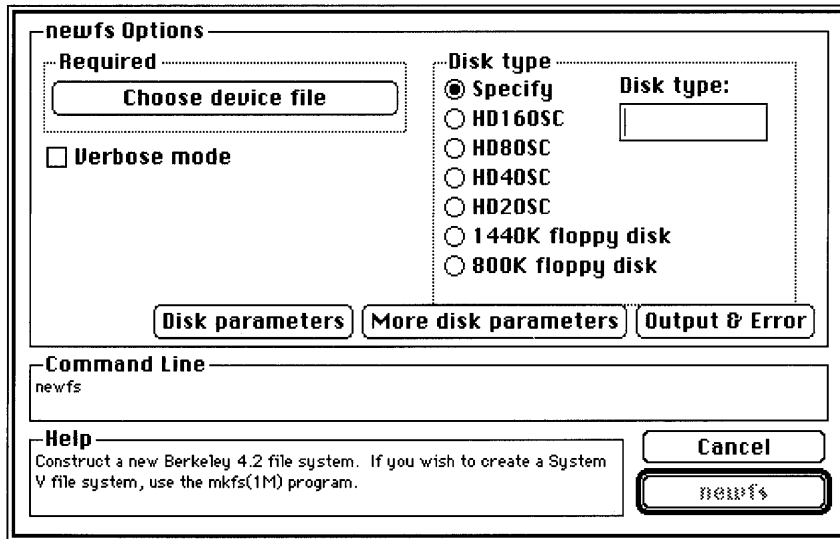 newfs Options
Required
Choose device file
Verbose mode
Disk type
Specify
Disk type:
HD160SC
HD80SC
HD40SC
HD20SC
1440K floppy disk
800K floppy disk
Disk parameters
More disk parameters
Output & Error
Command Line
newfs
Help
Construct a new Berkeley 4.2 file system. If you wish to create a System
V file system, use the mkfs(1M) program.
Cancel
newfs